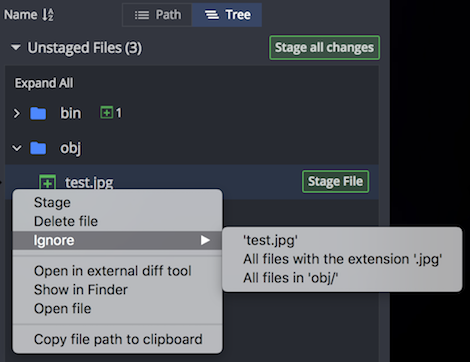 Name
Path
Tree
Unstaged Files (3)
Stage all changes
Expand All
bin
1
obj
test.jpg
Stage File
Stage
Delete file
Ignore
Open in external diff tool
Show in Finder
Open file
Copy file path to clipboard
'test.jpg'
All files with the extension '.jpg'
All files in 'obj/'